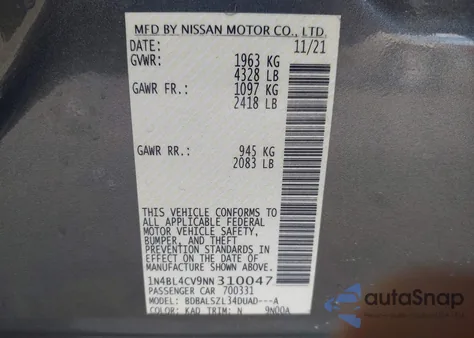 MFD BY NISSAN MOTOR CO., LTD.
DATE: 11/21
GVWR: 1963 KG
4328 LB
GAWR FR.: 1097 KG
2418 LB
GAWR RR.: 945 KG
2083 LB
THIS VEHICLE CONFORMS TO
ALL APPLICABLE FEDERAL
MOTOR VEHICLE SAFETY,
BUMPER, AND THEFT
PREVENTION STANDARDS IN
EFFECT ON THE DATE OF
MANUFACTURE SHOWN ABOVE.
1N4BL4CV9NN310047
PASSENGER CAR 700331
MODEL: BDBALSZL34DUAD---A
COLOR: KAD TRIM: N 9N00A
autoSnap
POWERED BY CARFAST